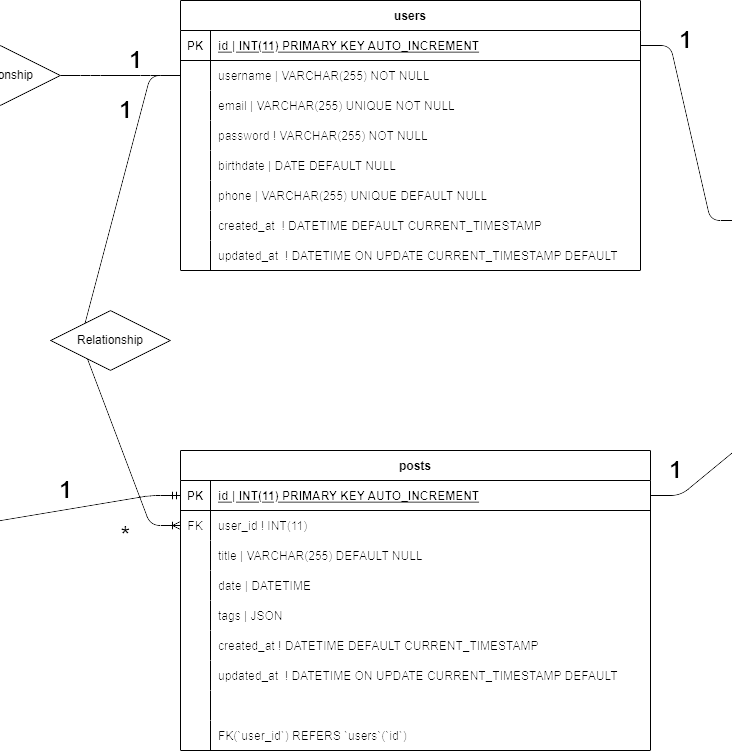 users
PK id | INT(11) PRIMARY KEY AUTO_INCREMENT
1
1
onship
username | VARCHAR(255) NOT NULL
1
email | VARCHAR(255) UNIQUE NOT NULL
password ! VARCHAR(255) NOT NULL
birthdate | DATE DEFAULT NULL
phone | VARCHAR(255) UNIQUE DEFAULT NULL
created_at ! DATETIME DEFAULT CURRENT_TIMESTAMP
updated_at ! DATETIME ON UPDATE CURRENT_TIMESTAMP DEFAULT
Relationship
posts
1
1
PK id | INT(11) PRIMARY KEY AUTO_INCREMENT
*
FK user_id ! INT(11)
title | VARCHAR(255) DEFAULT NULL
date | DATETIME
tags | JSON
created_at ! DATETIME DEFAULT CURRENT_TIMESTAMP
updated_at ! DATETIME ON UPDATE CURRENT_TIMESTAMP DEFAULT
FK(`user_id`) REFERS `users`(`id`)